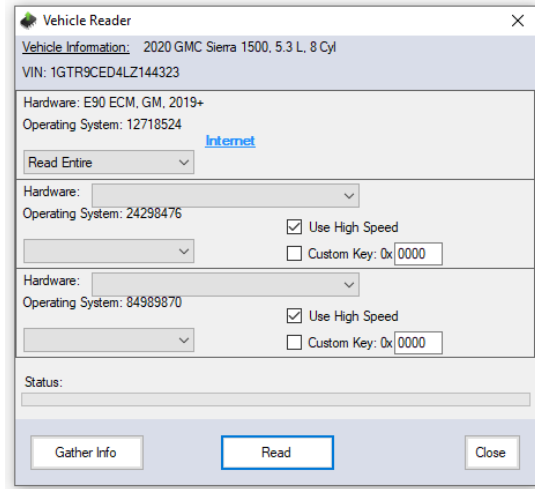 Vehicle Reader
Vehicle Information: 2020 GMC Sierra 1500, 5.3 L, 8 Cyl
VIN: 1GTR9CED4LZ144323
Hardware: E90 ECM, GM, 2019+
Operating System: 12718524
Internet
Read Entire
Hardware:
Operating System: 24298476
Use High Speed
Custom Key: 0x 0000
Hardware:
Operating System: 84989870
Use High Speed
Custom Key: 0x 0000
Status:
Gather Info Read Close